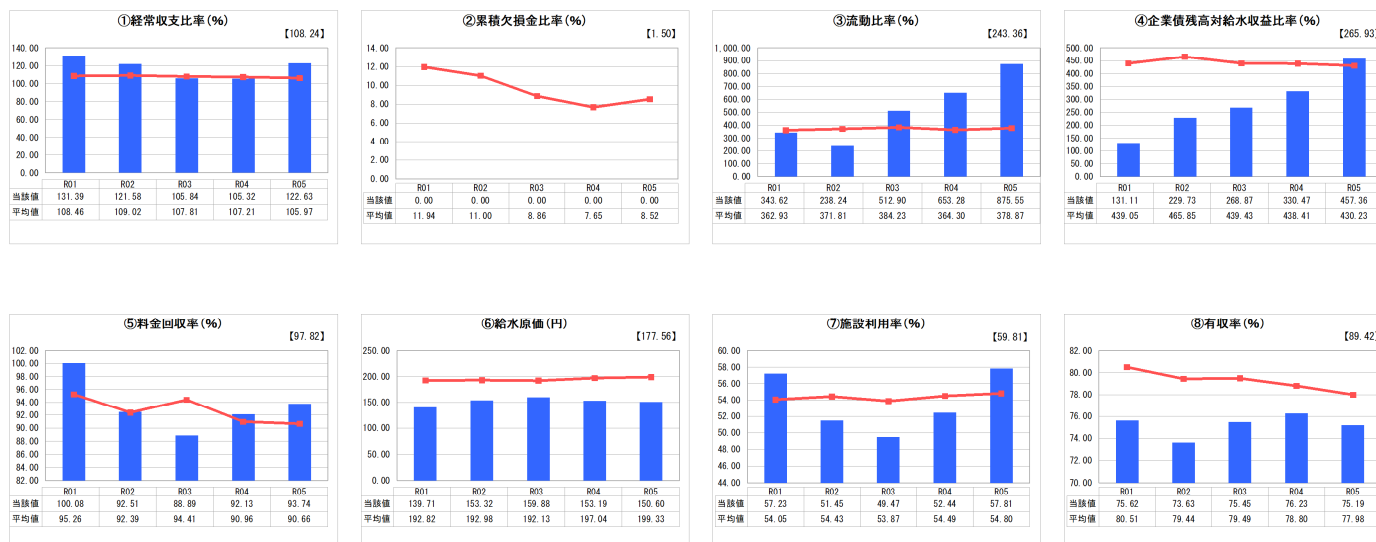 ①経常収支比率(%)
【108.24】
140.00
120.00
100.00
80.00
60.00
40.00
20.00
0.00
R01 R02 R03 R04 R05
当該値 131.39 121.58 105.84 105.32 122.63
平均値 108.46 109.02 107.81 107.21 105.97
②累積欠損金比率(%)
【1.50】
14.00
12.00
10.00
8.00
6.00
4.00
2.00
0.00
R01 R02 R03 R04 R05
当該値 0.00 0.00 0.00 0.00 0.00
平均値 11.94 11.00 8.86 7.65 8.52
③流動比率(%)
【243.36】
1,000.00
900.00
800.00
700.00
600.00
500.00
400.00
300.00
200.00
100.00
0.00
R01 R02 R03 R04 R05
当該値 343.62 238.24 512.90 653.28 875.55
平均値 362.93 371.81 384.23 364.30 378.87
④企業債残高対給水収益比率(%)
【265.93】
500.00
450.00
400.00
350.00
300.00
250.00
200.00
150.00
100.00
50.00
0.00
R01 R02 R03 R04 R05
当該値 131.11 229.73 268.87 330.47 457.36
平均値 439.05 465.85 439.43 438.41 430.23
⑤料金回収率(%)
【97.82】
102.00
100.00
98.00
96.00
94.00
92.00
90.00
88.00
86.00
84.00
82.00
R01 R02 R03 R04 R05
当該値 100.08 92.51 88.89 92.13 93.74
平均値 95.26 92.39 94.41 90.96 90.66
⑥給水原価(円)
【177.56】
250.00
200.00
150.00
100.00
50.00
0.00
R01 R02 R03 R04 R05
当該値 139.71 153.32 159.88 153.19 150.60
平均値 192.82 192.98 192.13 197.04 199.33
⑦施設利用率(%)
【59.81】
60.00
58.00
56.00
54.00
52.00
50.00
48.00
46.00
44.00
R01 R02 R03 R04 R05
当該値 57.23 51.45 49.47 52.44 57.81
平均値 54.05 54.43 53.87 54.49 54.80
⑧有収率(%)
【89.42】
82.00
80.00
78.00
76.00
74.00
72.00
70.00
R01 R02 R03 R04 R05
当該値 75.62 73.63 75.49 76.23 75.19
平均値 80.51 79.44 79.49 78.80 77.98